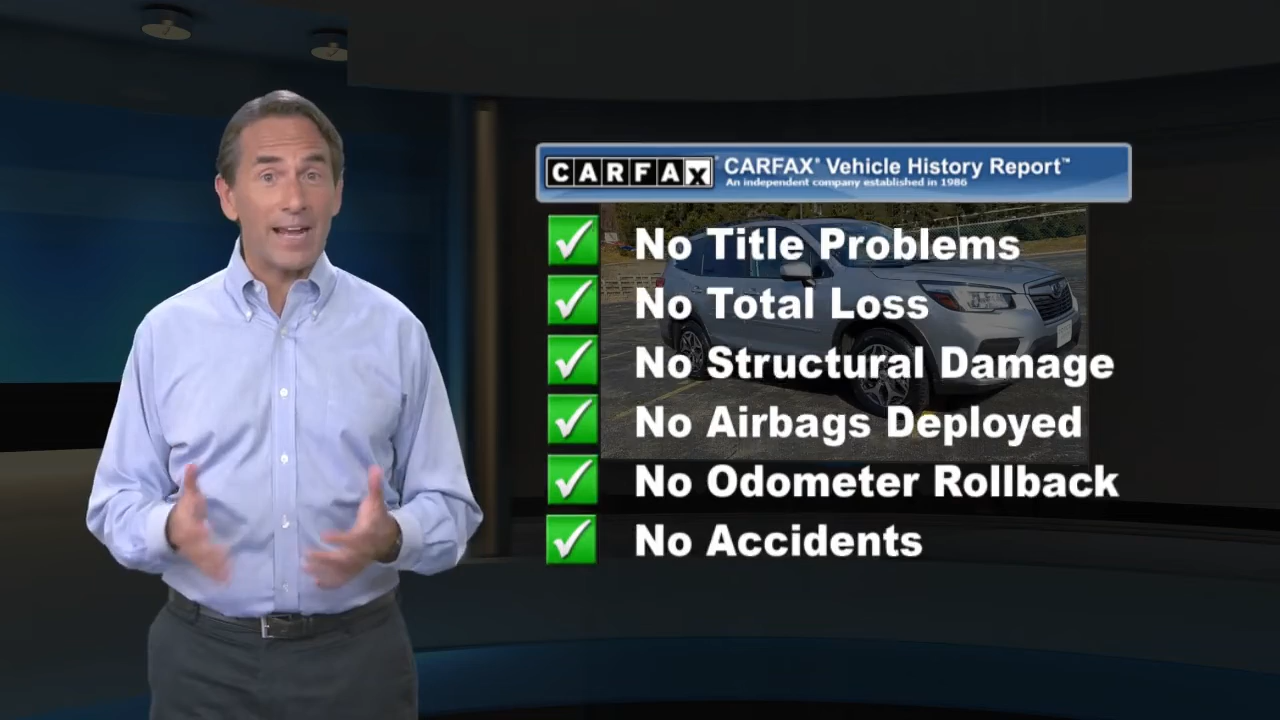 CARFAX CARFAX® Vehicle History Report™
An independent company established in 1986
No Title Problems
No Total Loss
No Structural Damage
No Airbags Deployed
No Odometer Rollback
No Accidents